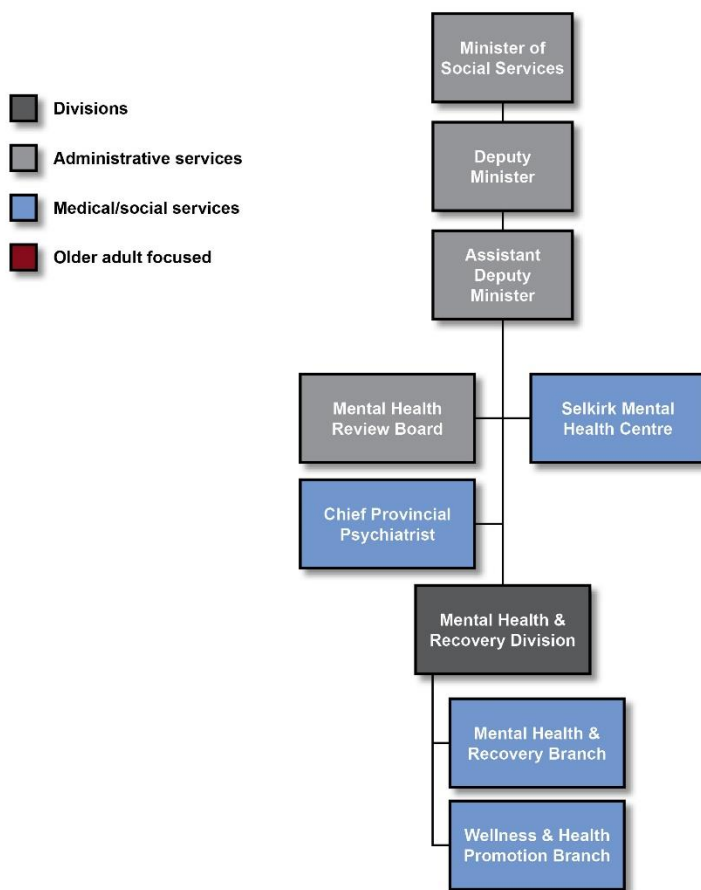 Minister of
Social Services
Divisions
Administrative services
Medical/social services
Older adult focused
Deputy
Minister
Assistant
Deputy
Minister
Mental Health
Review Board
Selkirk Mental
Health Centre
Chief Provincial
Psychiatrist
Mental Health &
Recovery Division
Mental Health &
Recovery Branch
Wellness & Health
Promotion Branch